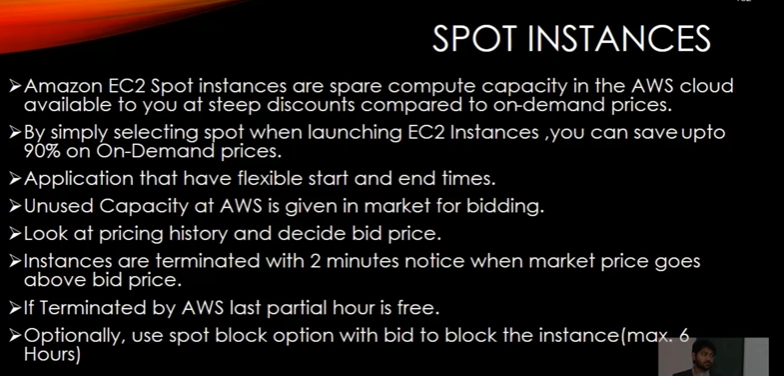 SPOT INSTANCES
➤Amazon EC2 Spot instances are spare compute capacity in the AWS cloud
available to you at steep discounts compared to on-demand prices.
➤By simply selecting spot when launching EC2 Instances ,you can save upto
90% on On-Demand prices.
➤Application that have flexible start and end times.
➤Unused Capacity at AWS is given in market for bidding.
➤Look at pricing history and decide bid price.
➤Instances are terminated with 2 minutes notice when market price goes
above bid price.
➤If Terminated by AWS last partial hour is free.
➤Optionally, use spot block option with bid to block the instance(max. 6
Hours)